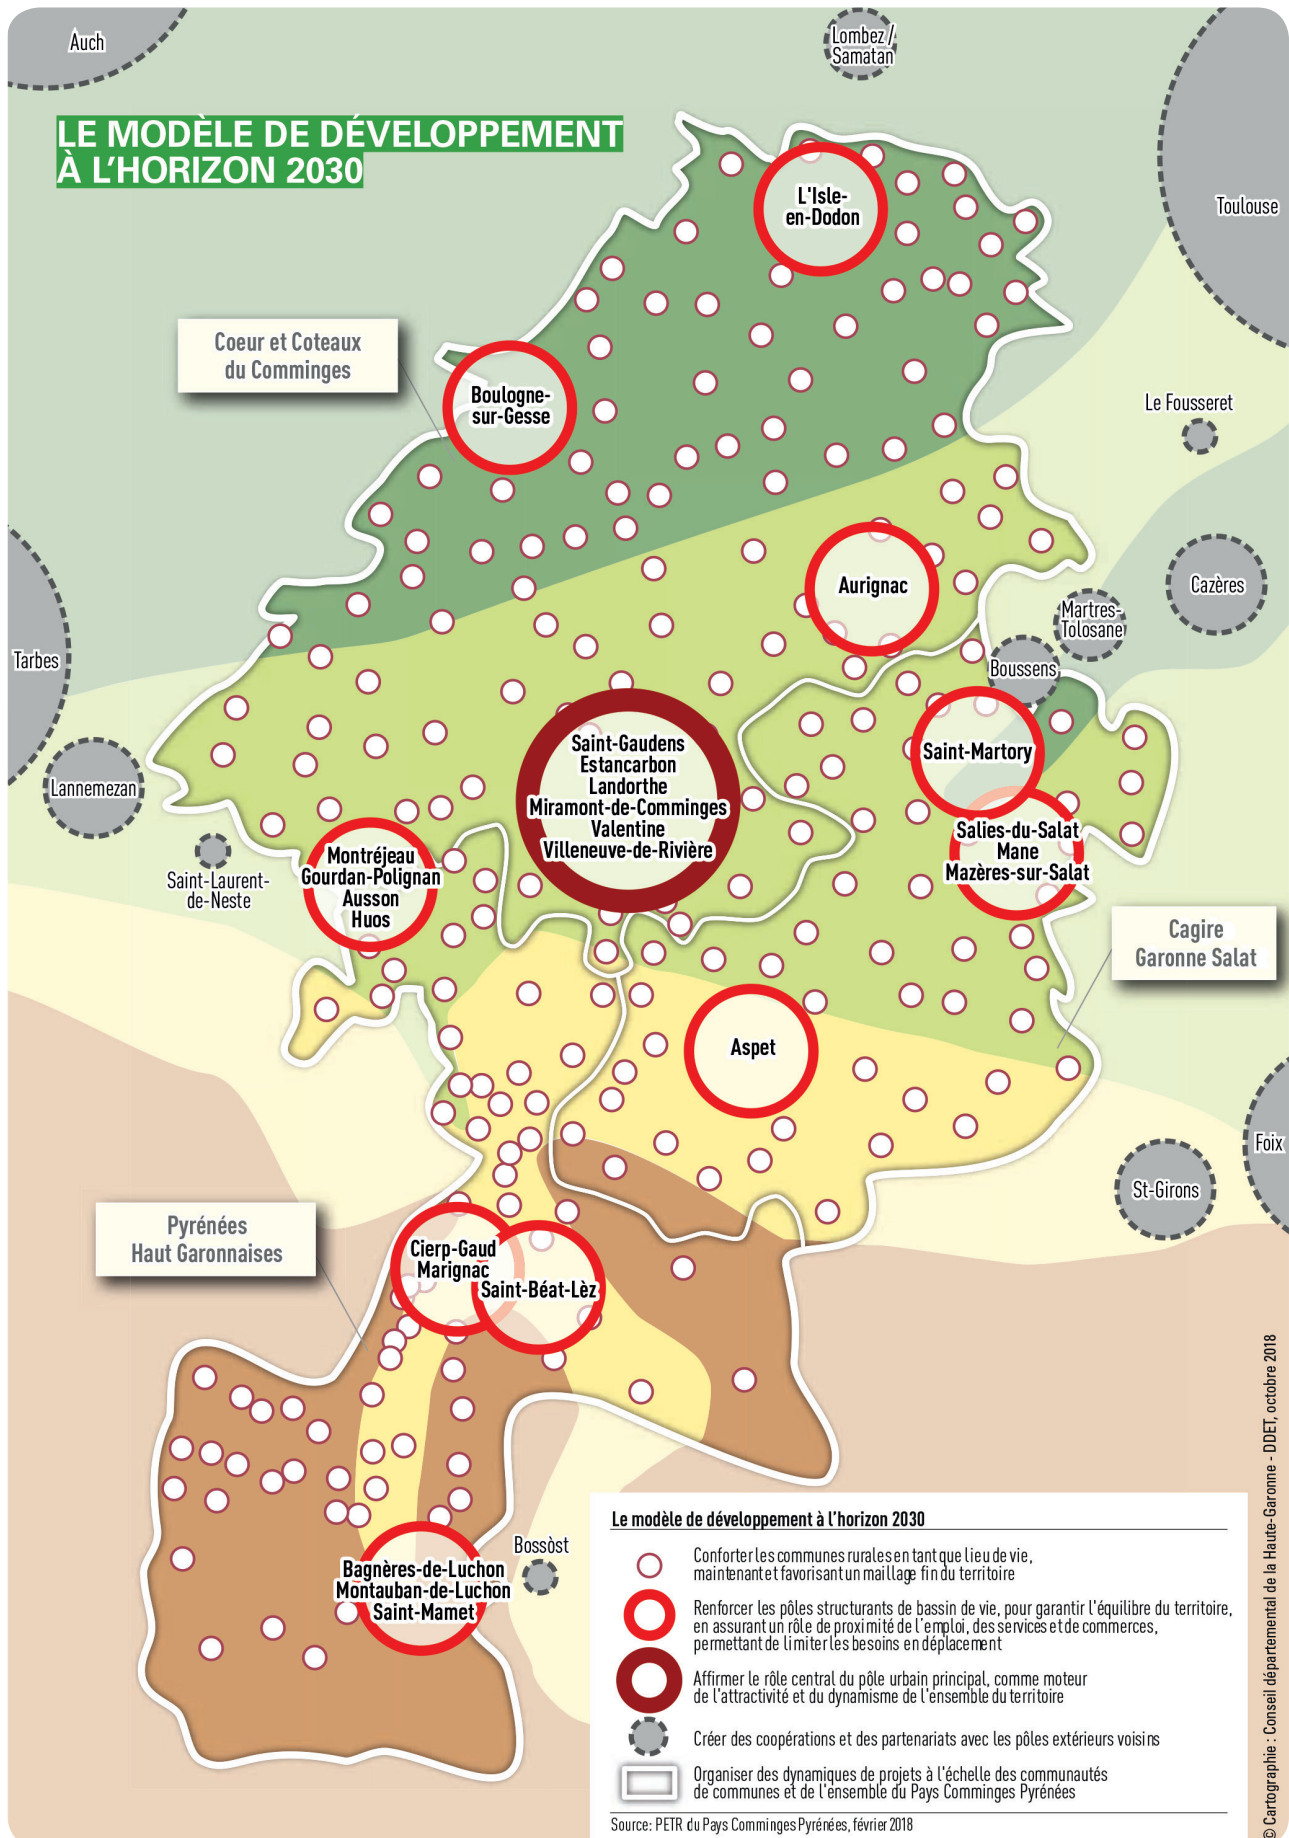 Auch
Lombez /
Samatan
LE MODÈLE DE DÉVELOPPEMENT
À L'HORIZON 2030
L'Isle-
en-Dodon
Toulouse
Coeur et Coteaux
du Comminges
Boulogne-
sur-Gesse
Le Fousseret
Aurignac
Cazères
Martres-
Tolosane
Tarbes
Boussens
Saint-Gaudens
Estancarbon
Landorthe
Miramont-de-Comminges
Valentine
Villeneuve-de-Rivière
Saint-Martory
Lannemezan
Salies-du-Salat
Mane
Mazères-sur-Salat
Montréjeau
Gourdan-Polignan
Ausson
Huos
Saint-Laurent-
de-Neste
Cagire
Garonne Salat
Aspet
Foix
St-Girons
Pyrénées
Haut Garonnaises
Cierp-Gaud
Marignac
Saint-Béat-Lèz
Bossòst
Bagnères-de-Luchon
Montauban-de-Luchon
Saint-Mamet
Le modèle de développement à l'horizon 2030
Conforter les communes rurales en tant que lieu de vie,
maintenant et favorisant un maillage fin du territoire
Renforcer les pôles structurants de bassin de vie, pour garantir l'équilibre du territoire,
en assurant un rôle de proximité de l'emploi, des services et de commerces,
permettant de limiter les besoins en déplacement
Affirmer le rôle central du pôle urbain principal, comme moteur
de l'attractivité et du dynamisme de l'ensemble du territoire
Créer des coopérations et des partenariats avec les pôles extérieurs voisins
Organiser des dynamiques de projets à l'échelle des communautés
de communes et de l'ensemble du Pays Comminges Pyrénées
Source: PETR du Pays Comminges Pyrénées, février 2018
© Cartographie : Conseil départemental de la Haute-Garonne - DDET, octobre 2018